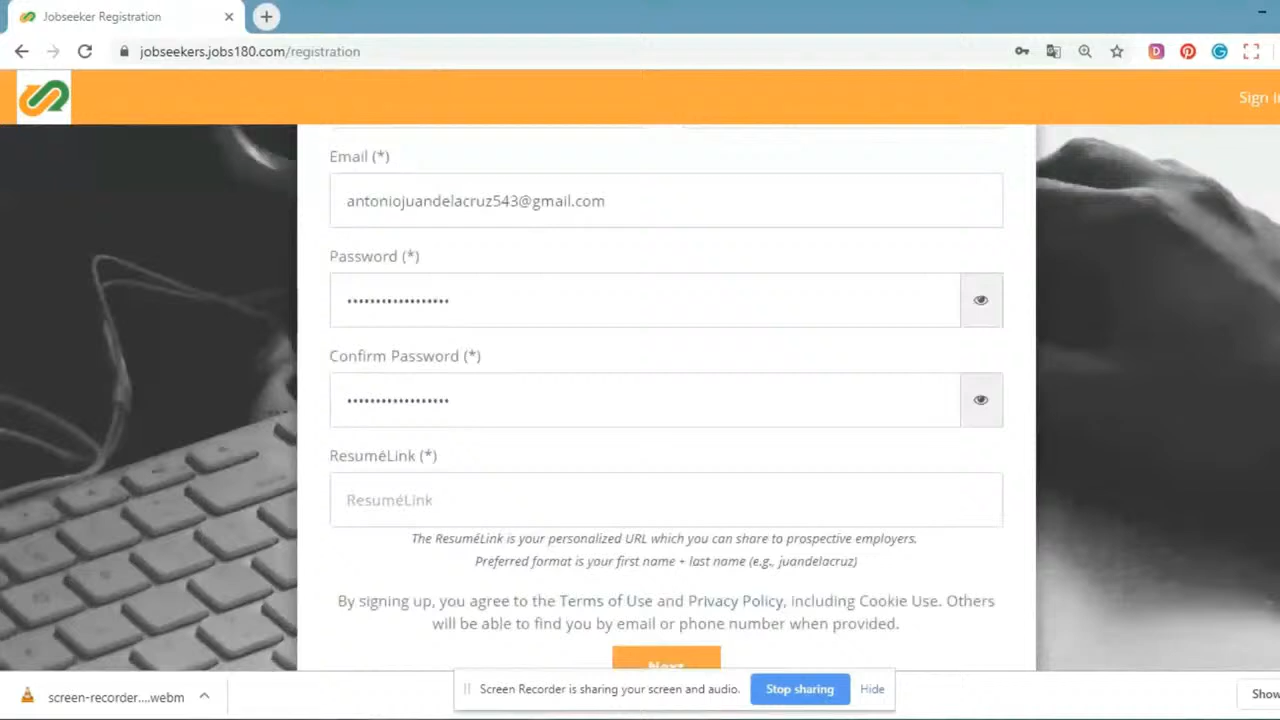 Jobseeker Registration
jobseekers.jobs180.com/registration
Sign
Email (*)
antoniojuandelacruz543@gmail.com
Password (*)
••••••••••••••••••
Confirm Password (*)
••••••••••••••••••
ResuméLink (*)
ResuméLink
The ResuméLink is your personalized URL which you can share to prospective employers.
Preferred format is your first name + last name (e.g., juandelacruz)
By signing up, you agree to the Terms of Use and Privacy Policy, including Cookie Use. Others
will be able to find you by email or phone number when provided.
Next
Screen Recorder is sharing your screen and audio. Stop sharing Hide
screen-recorder....webm
Show